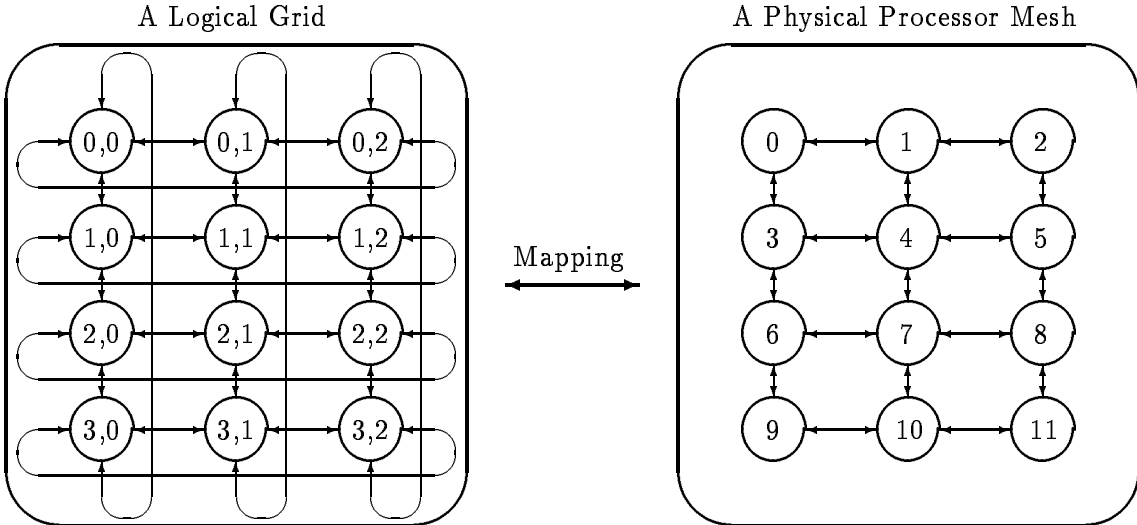 A Logical Grid
A Physical Processor Mesh
0,0 0,1 0,2
1,0 1,1 1,2
2,0 2,1 2,2
3,0 3,1 3,2
Mapping
0 1 2
3 4 5
6 7 8
9 10 11